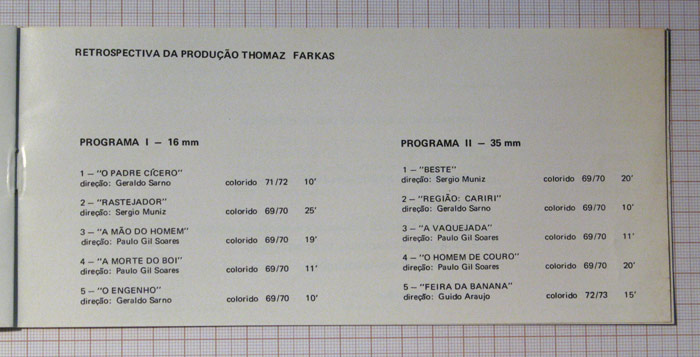 RETROSPECTIVA DA PRODUÇÃO THOMAZ FARKAS
PROGRAMA I – 16 mm
1 – "O PADRE CÍCERO"
direção: Geraldo Sarno colorido 71/72 10'
2 – "RASTEJADOR"
direção: Sergio Muniz colorido 69/70 25'
3 – "A MÃO DO HOMEM"
direção: Paulo Gil Soares colorido 69/70 19'
4 – "A MORTE DO BOI"
direção: Paulo Gil Soares colorido 69/70 11'
5 – "O ENGENHO"
direção: Geraldo Sarno colorido 69/70 10'
PROGRAMA II – 35 mm
1 – "BESTE"
direção: Sergio Muniz colorido 69/70 20'
2 – "REGIÃO: CARIRI"
direção: Geraldo Sarno colorido 69/70 10'
3 – "A VAQUEJADA"
direção: Paulo Gil Soares colorido 69/70 11'
4 – "O HOMEM DE COURO"
direção: Paulo Gil Soares colorido 69/70 20'
5 – "FEIRA DA BANANA"
direção: Guido Araujo colorido 72/73 15'